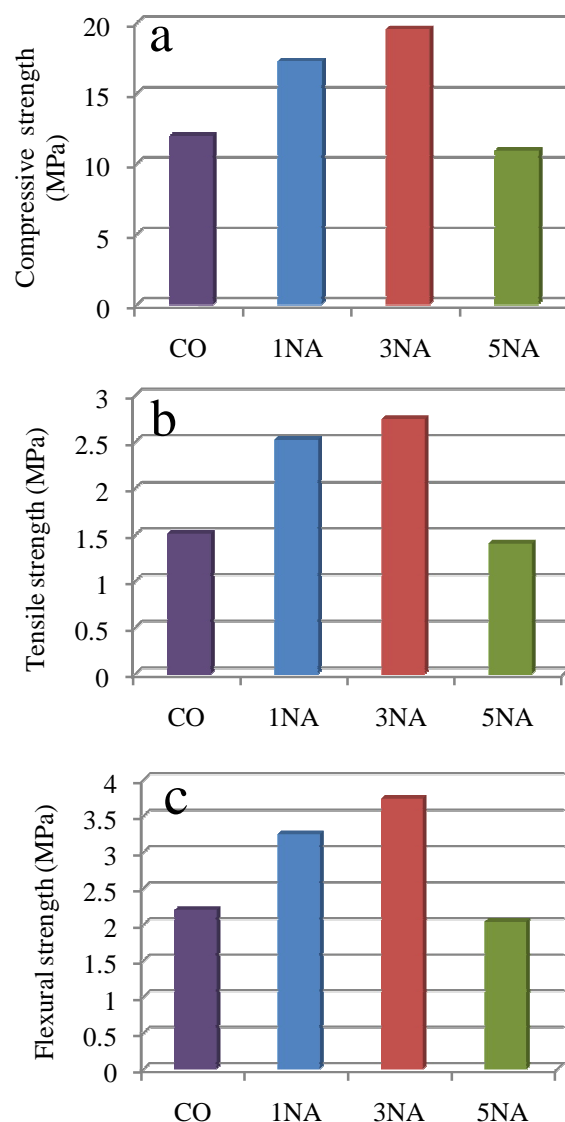 a
Compressive strength
(MPa)
20
15
10
5
0
CO 1NA 3NA 5NA
b
Tensile strength (MPa)
3
2.5
2
1.5
1
0.5
0
CO 1NA 3NA 5NA
c
Flexural strength (MPa)
4
3.5
3
2.5
2
1.5
1
0.5
0
CO 1NA 3NA 5NA